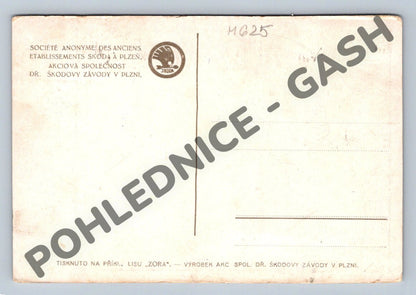 SOCIÉTÉ ANONYME DES ANCIENS
ETABLISSEMENTS SKODA À PLZEŇ,
AKCIOVÁ SPOLEČNOST
DŘ. ŠKODOVY ZÁVODY V PLZNI.
MG25
POHLEDNICE - GASH
TISKNUTO NA PŘÍKL. LISU „ZORA“. — VÝROBEK AKC. SPOL. DŘ. ŠKODOVY ZÁVODY V PLZNI.